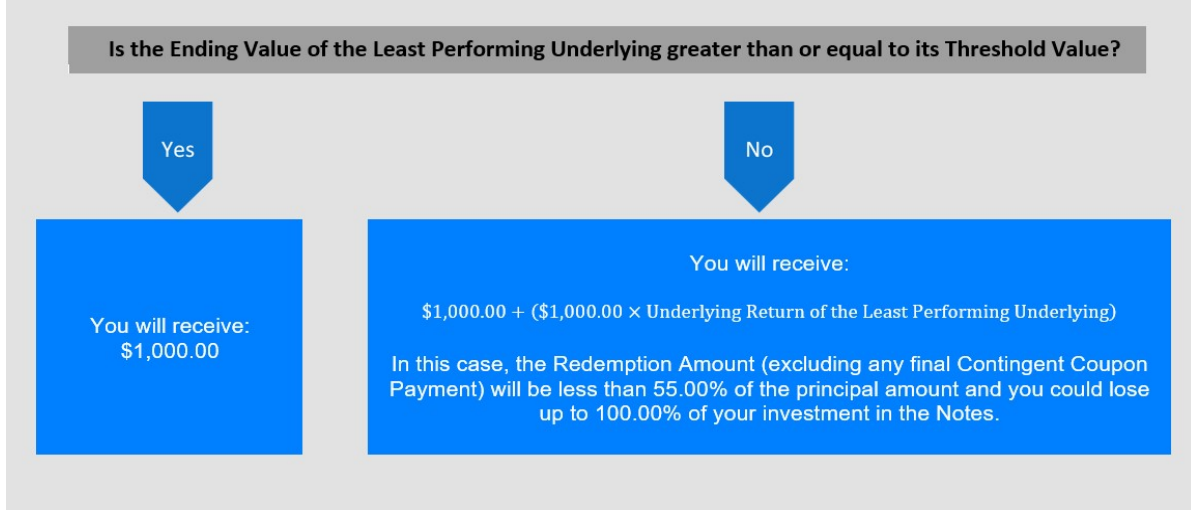 Is the Ending Value of the Least Performing Underlying greater than or equal to its Threshold Value?
Yes
No
You will receive:
$1,000.00
You will receive:
$1,000.00 + ($1,000.00 × Underlying Return of the Least Performing Underlying)
In this case, the Redemption Amount (excluding any final Contingent Coupon
Payment) will be less than 55.00% of the principal amount and you could lose
up to 100.00% of your investment in the Notes.